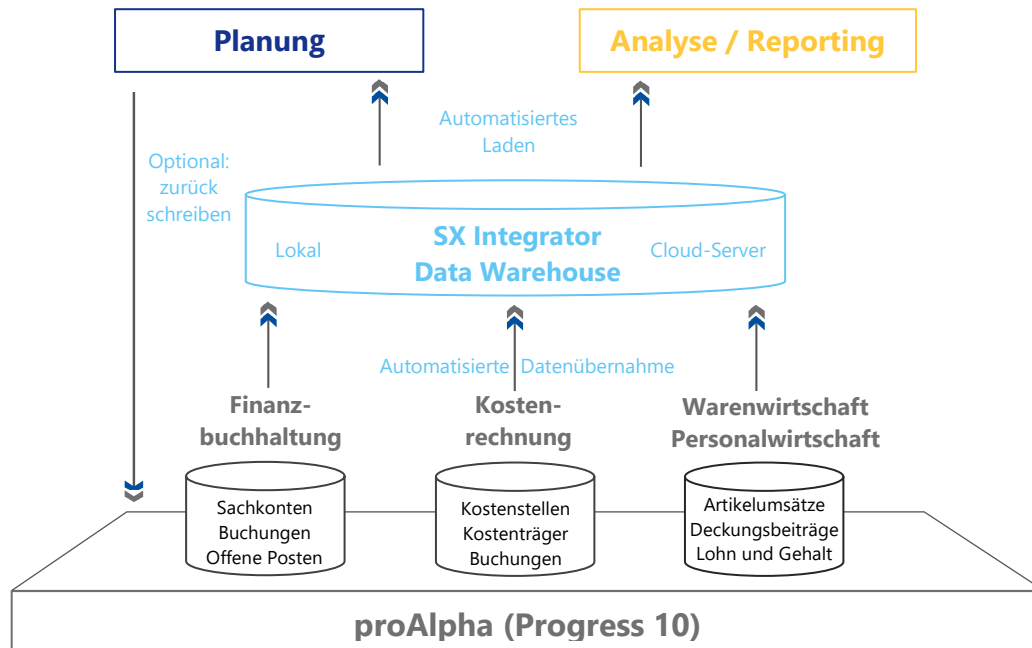 Planung
Analyse / Reporting
Automatisiertes
Laden
Optional:
zurück
schreiben
Lokal
SX Integrator
Data Warehouse
Cloud-Server
Automatisierte Datenübernahme
Finanz-
buchhaltung
Kosten-
rechnung
Warenwirtschaft
Personalwirtschaft
Sachkonten
Buchungen
Offene Posten
Kostenstellen
Kostenträger
Buchungen
Artikelumsätze
Deckungsbeiträge
Lohn und Gehalt
proAlpha (Progress 10)